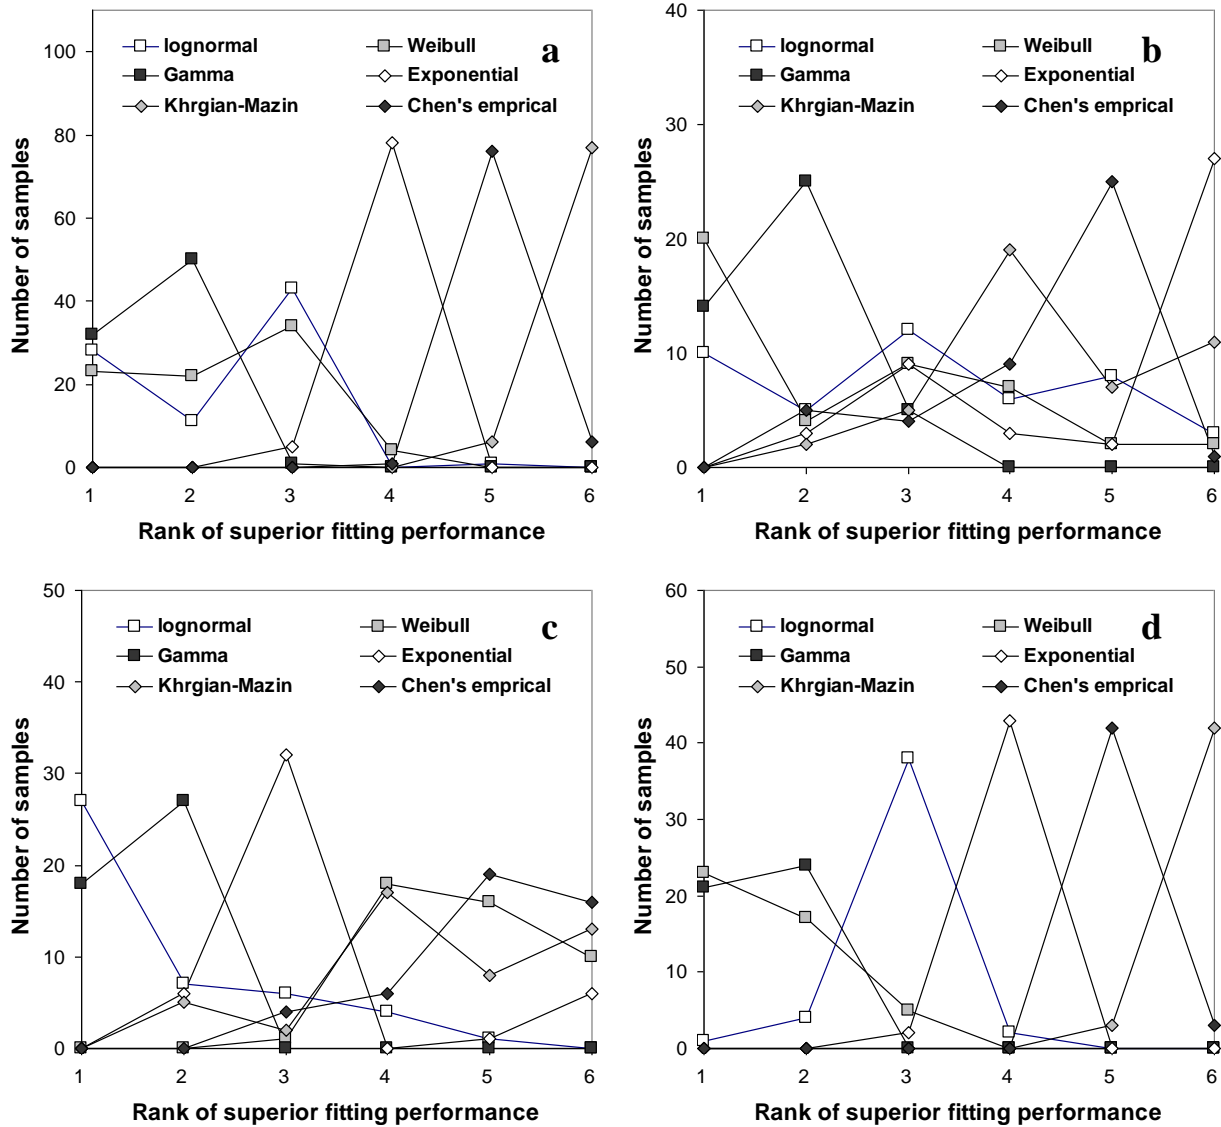 a
lognormal Weibull
Gamma Exponential
Khrgian-Mazin Chen's emprical
Number of samples
100
80
60
40
20
0
1 2 3 4 5 6
Rank of superior fitting performance
b
lognormal Weibull
Gamma Exponential
Khrgian-Mazin Chen's emprical
Number of samples
40
30
20
10
0
1 2 3 4 5 6
Rank of superior fitting performance
c
lognormal Weibull
Gamma Exponential
Khrgian-Mazin Chen's emprical
Number of samples
50
40
30
20
10
0
1 2 3 4 5 6
Rank of superior fitting performance
d
lognormal Weibull
Gamma Exponential
Khrgian-Mazin Chen's emprical
Number of samples
60
50
40
30
20
10
0
1 2 3 4 5 6
Rank of superior fitting performance